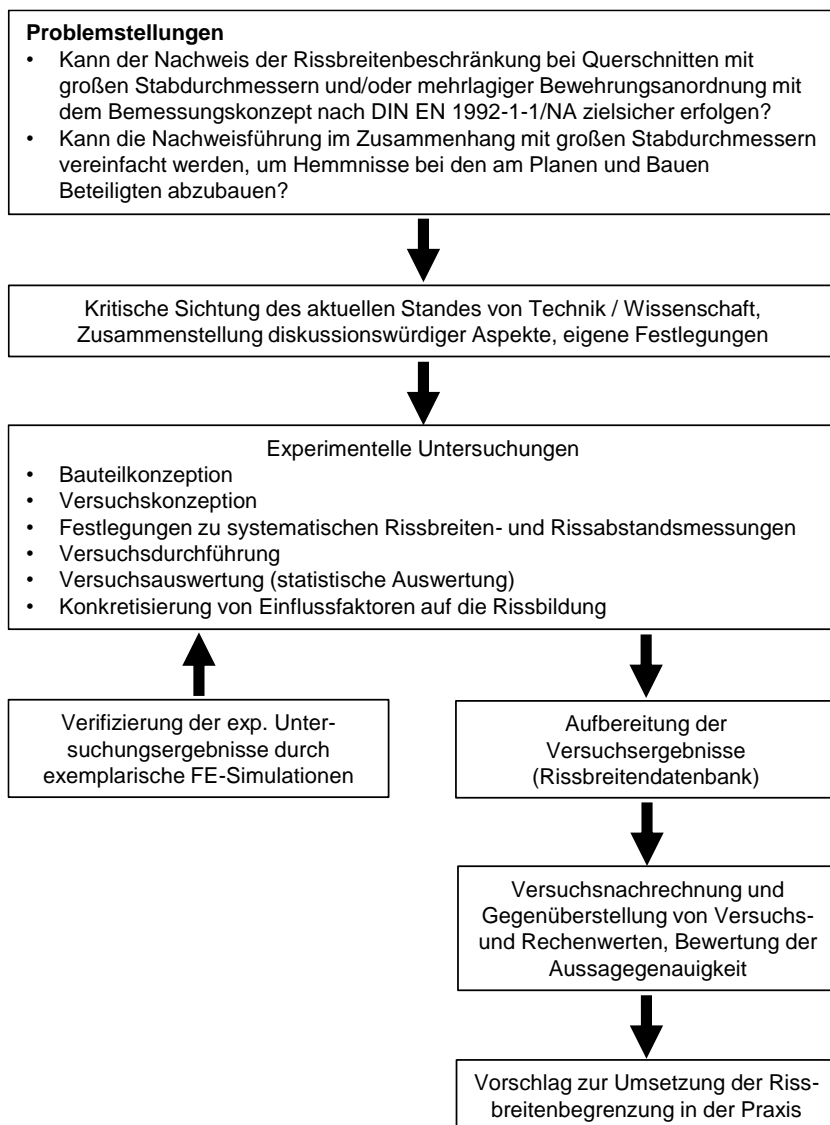 Problemstellungen
• Kann der Nachweis der Rissbreitenbeschränkung bei Querschnitten mit
großen Stabdurchmessern und/oder mehrlagiger Bewehrungsanordnung mit
dem Bemessungskonzept nach DIN EN 1992-1-1/NA zielsicher erfolgen?
• Kann die Nachweisführung im Zusammenhang mit großen Stabdurchmessern
vereinfacht werden, um Hemmnisse bei den am Planen und Bauen
Beteiligten abzubauen?
Kritische Sichtung des aktuellen Standes von Technik / Wissenschaft,
Zusammenstellung diskussionswürdiger Aspekte, eigene Festlegungen
Experimentelle Untersuchungen
• Bauteilkonzeption
• Versuchskonzeption
• Festlegungen zu systematischen Rissbreiten- und Rissabstandsmessungen
• Versuchsdurchführung
• Versuchsauswertung (statistische Auswertung)
• Konkretisierung von Einflussfaktoren auf die Rissbildung
Verifizierung der exp. Unter-
suchungsergebnisse durch
exemplarische FE-Simulationen
Aufbereitung der
Versuchsergebnisse
(Rissbreitendatenbank)
Versuchsnachrechnung und
Gegenüberstellung von Versuchs-
und Rechenwerten, Bewertung der
Aussagegenauigkeit
Vorschlag zur Umsetzung der Riss-
breitenbegrenzung in der Praxis